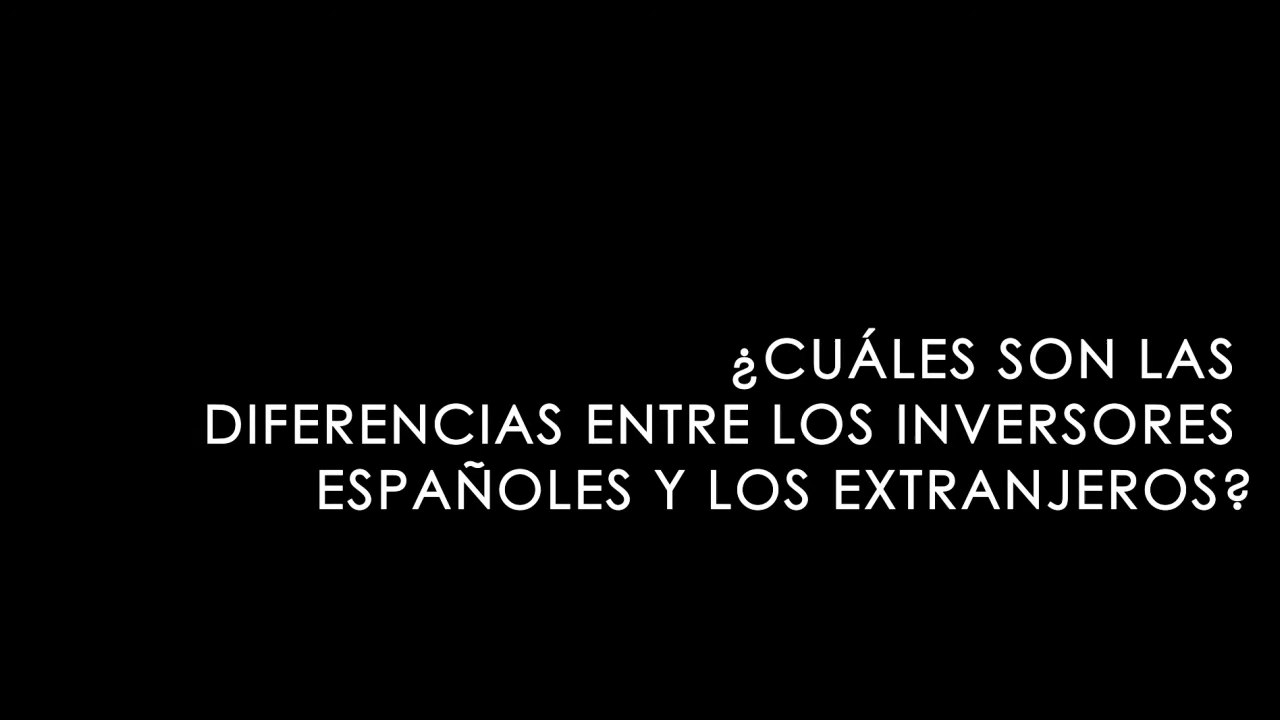 ¿CUÁLES SON LAS
DIFERENCIAS ENTRE LOS INVERSORES
ESPAÑOLES Y LOS EXTRANJEROS?